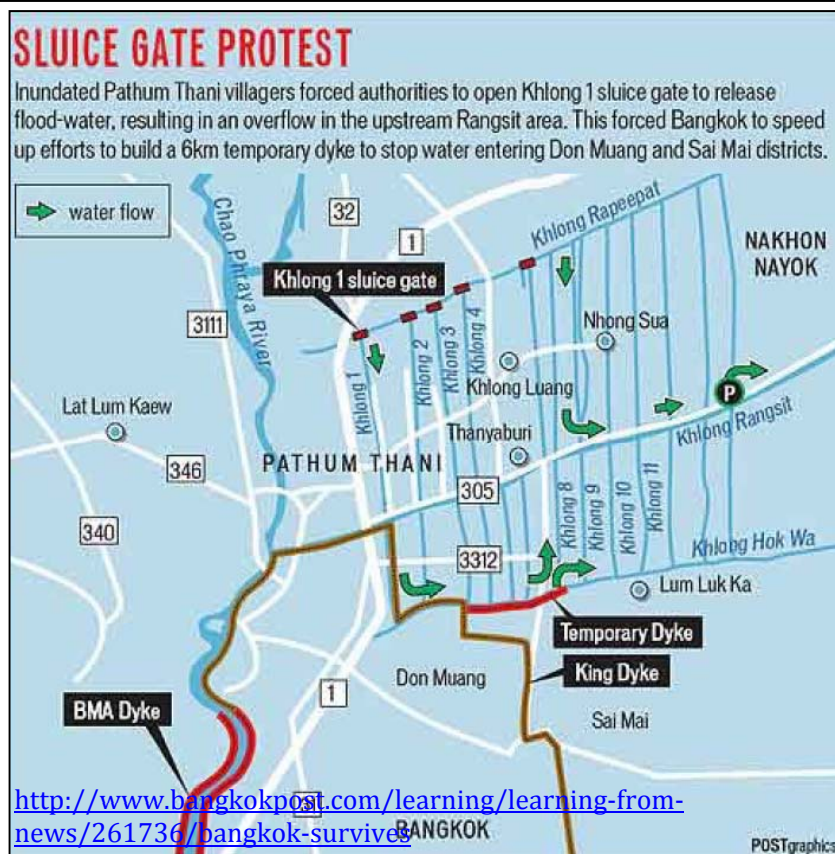 SLUICE GATE PROTEST
Inundated Pathum Thani villagers forced authorities to open Khlong 1 sluice gate to release
flood-water, resulting in an overflow in the upstream Rangsit area. This forced Bangkok to speed
up efforts to build a 6km temporary dyke to stop water entering Don Muang and Sai Mai districts.
water flow
Chao Phraya River
32
1
Khlong Rapeepat
NAKHON
NAYOK
Khlong 1 sluice gate
3111
Khlong 1
Khlong 2
Khlong 3
Khlong 4
Nhong Sua
Khlong Luang
P
Lat Lum Kaew
Thanyaburi
Khlong Rangsit
346
PATHUM THANI
305
340
Khlong 8
Khlong 9
Khlong 10
Khlong 11
3312
Khlong Hok Wa
Lum Luk Ka
Temporary Dyke
King Dyke
Don Muang
1
BMA Dyke
Sai Mai
http://www.bangkokpost.com/learning/learning-from-
news/261736/bangkok-survives
BANGKOK
POSTgraphics